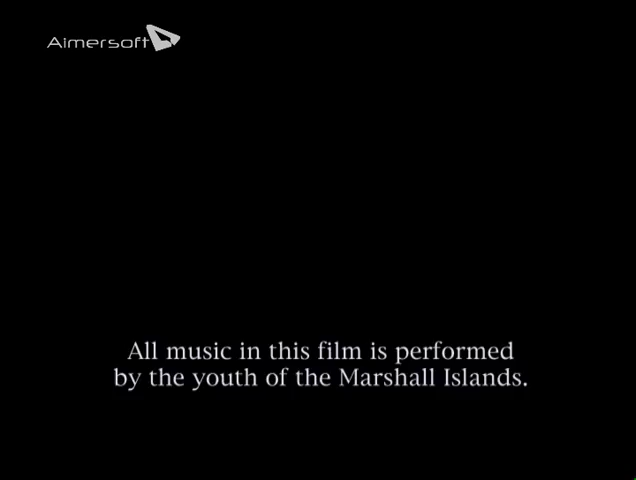 Aimersoft
All music in this film is performed
by the youth of the Marshall Islands.